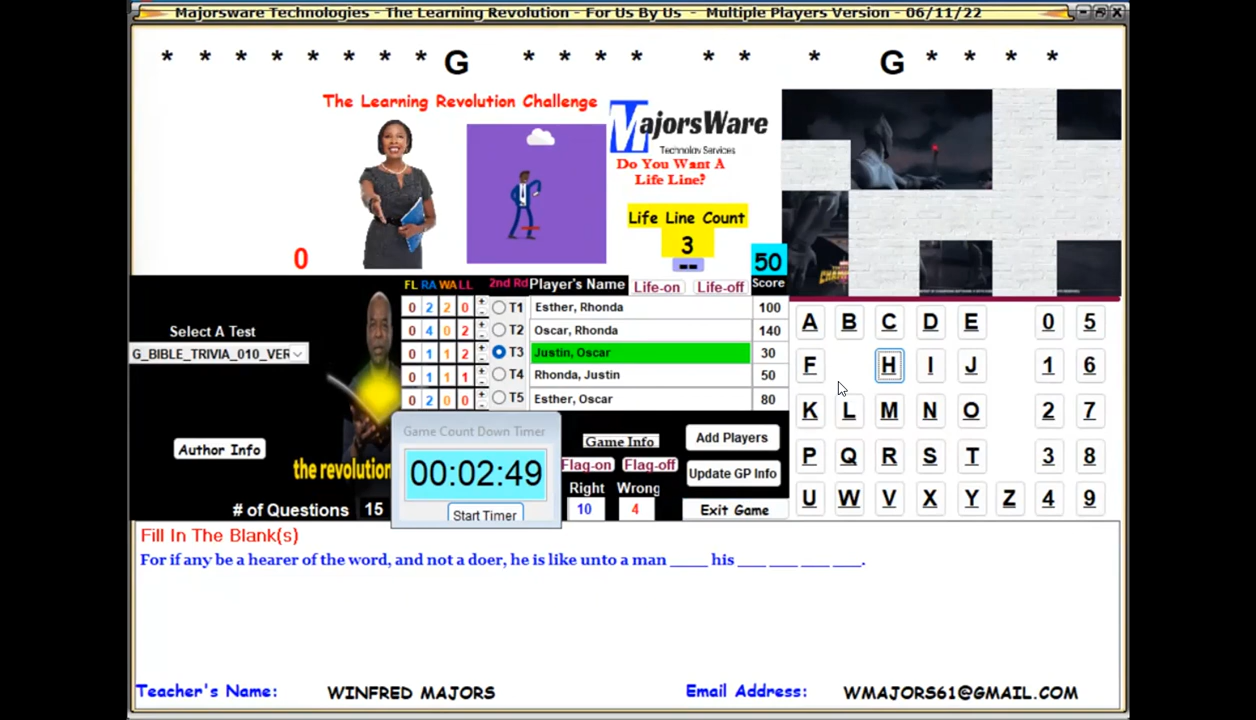 Majorsware Technologies - The Learning Revolution - For Us By Us - Multiple Players Version - 06/11/22
* * * * * * * G * * * * * * * G * * * *
The Learning Revolution Challenge
MajorsWare
Technology Services
Do You Want A
Life Line?
Life Line Count
3
--
0
50
FL RA WA LL 2nd Rd Player's Name Life-on Life-off Score
0 2 2 0 +- T1 Esther, Rhonda 100
0 4 0 2 +- T2 Oscar, Rhonda 140
0 1 1 2 +- T3 Justin, Oscar 30
0 1 1 1 +- T4 Rhonda, Justin 50
0 2 0 0 +- T5 Esther, Oscar 80
Select A Test
G_BIBLE_TRIVIA_010_VER
Author Info
the revolution
# of Questions 15
Game Count Down Timer
00:02:49
Start Timer
Game Info
Flag-on Flag-off
Right Wrong
10 4
Add Players
Update GP Info
Exit Game
A B C D E 0 5
F H I J 1 6
K L M N O 2 7
P Q R S T 3 8
U W V X Y Z 4 9
Fill In The Blank(s)
For if any be a hearer of the word, and not a doer, he is like unto a man _____ his ____ ____ ____ ____.
Teacher's Name: WINFRED MAJORS Email Address: WMAJORS61@GMAIL.COM